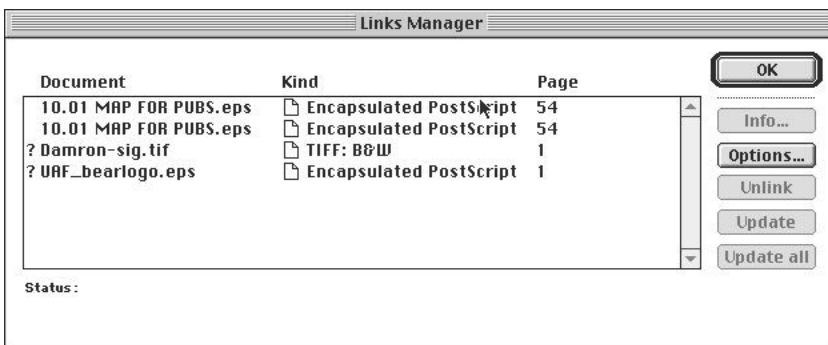 Links Manager
Document Kind Page
10.01 MAP FOR PUBS.eps Encapsulated PostScript 54
10.01 MAP FOR PUBS.eps Encapsulated PostScript 54
? Damron-sig.tif TIFF: B&W 1
? UAF_bearlogo.eps Encapsulated PostScript 1
Status:
OK
Info...
Options...
Unlink
Update
Update all